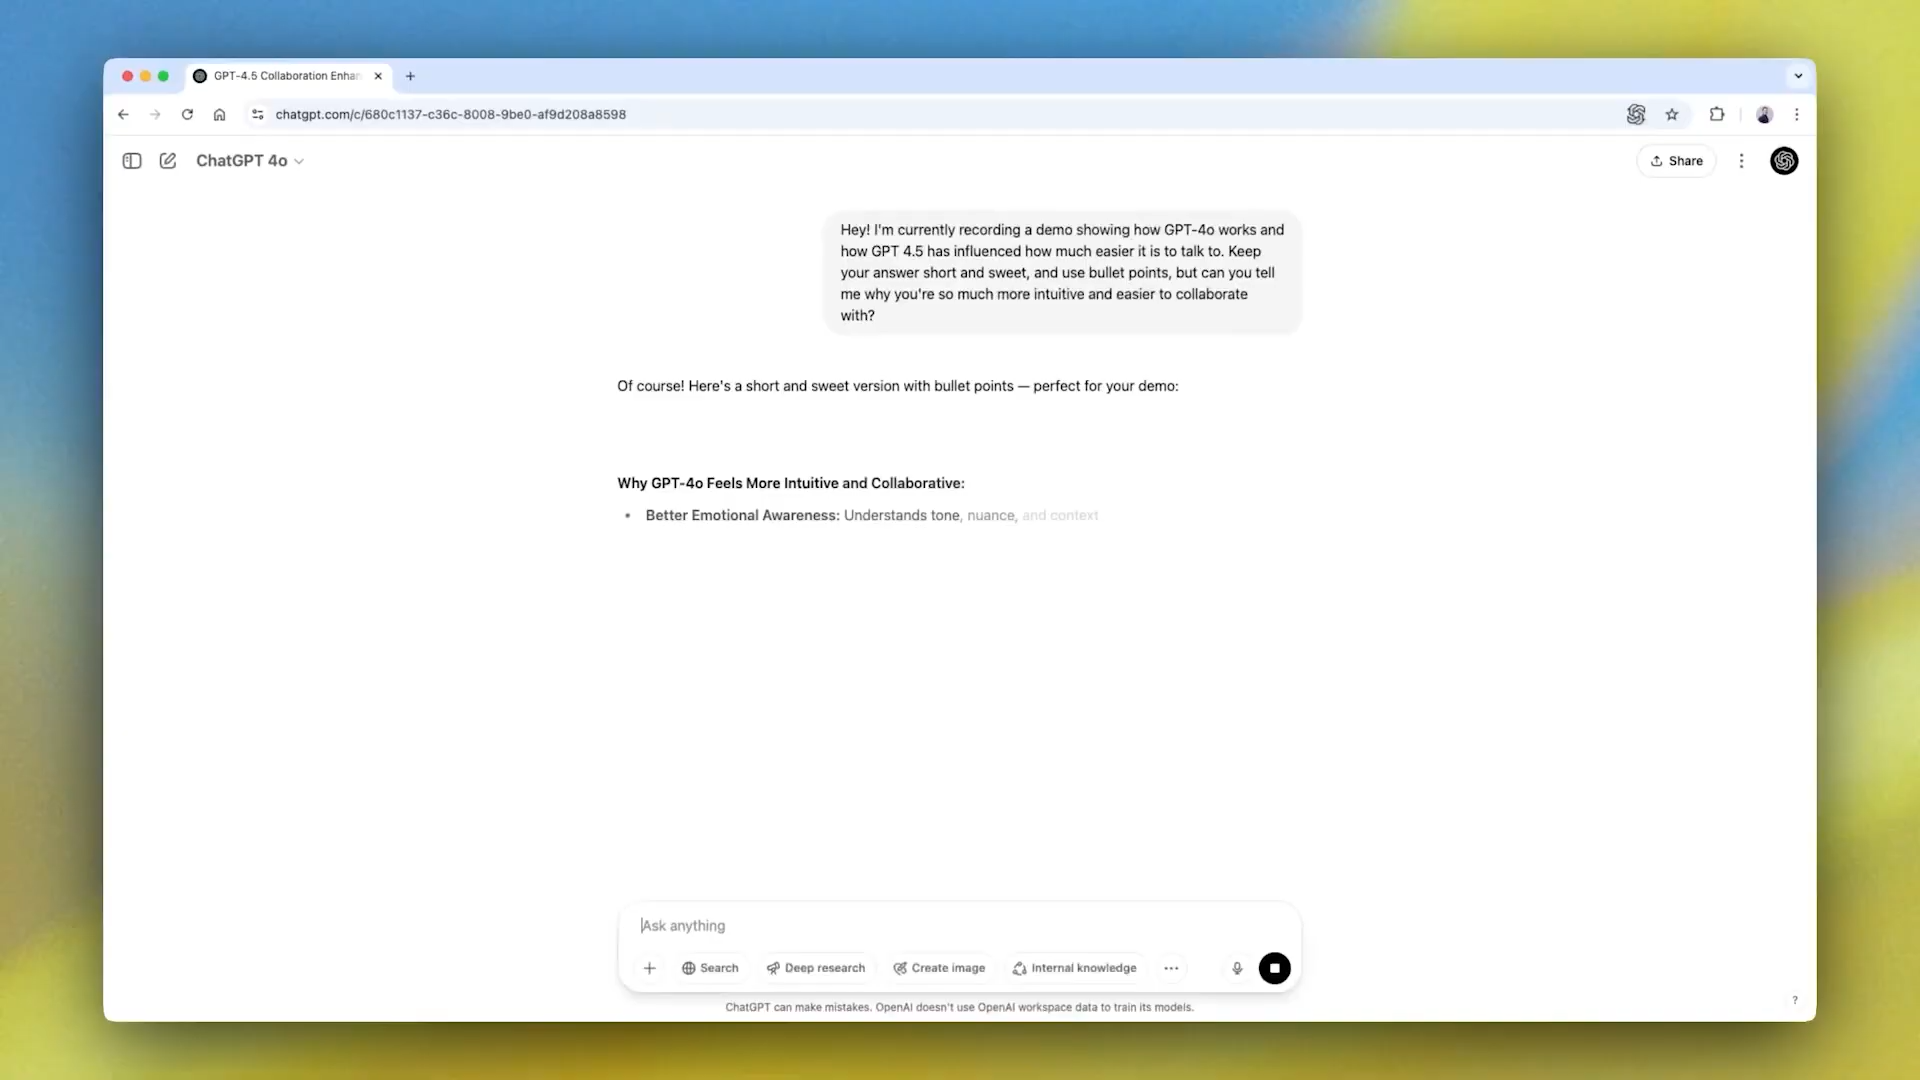 GPT-4.5 Collaboration Enhan
chatgpt.com/c/680c1137-c36c-8008-9be0-af9d208a8598
ChatGPT 4o
Share
Hey! I'm currently recording a demo showing how GPT-4o works and
how GPT 4.5 has influenced how much easier it is to talk to. Keep
your answer short and sweet, and use bullet points, but can you tell
me why you're so much more intuitive and easier to collaborate
with?
Of course! Here's a short and sweet version with bullet points — perfect for your demo:
Why GPT-4o Feels More Intuitive and Collaborative:
• Better Emotional Awareness: Understands tone, nuance, and context
Ask anything
Search Deep research Create image Internal knowledge
ChatGPT can make mistakes. OpenAI doesn't use OpenAI workspace data to train its models.
?